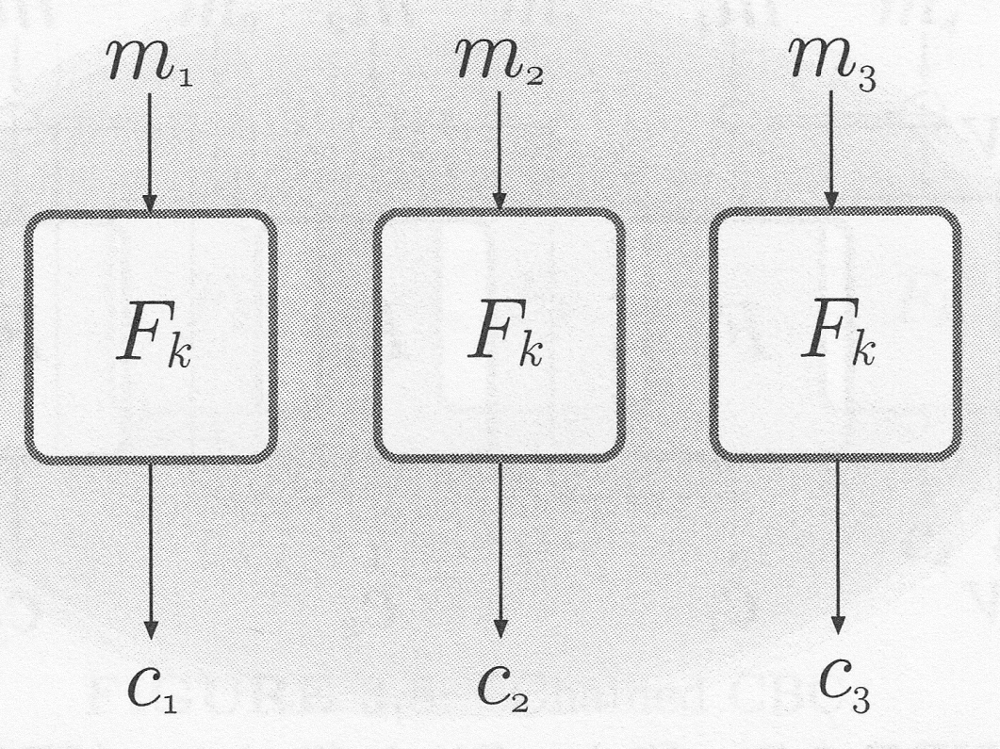 m₁ m₂ m₃
Fₖ Fₖ Fₖ
c₁ c₂ c₃